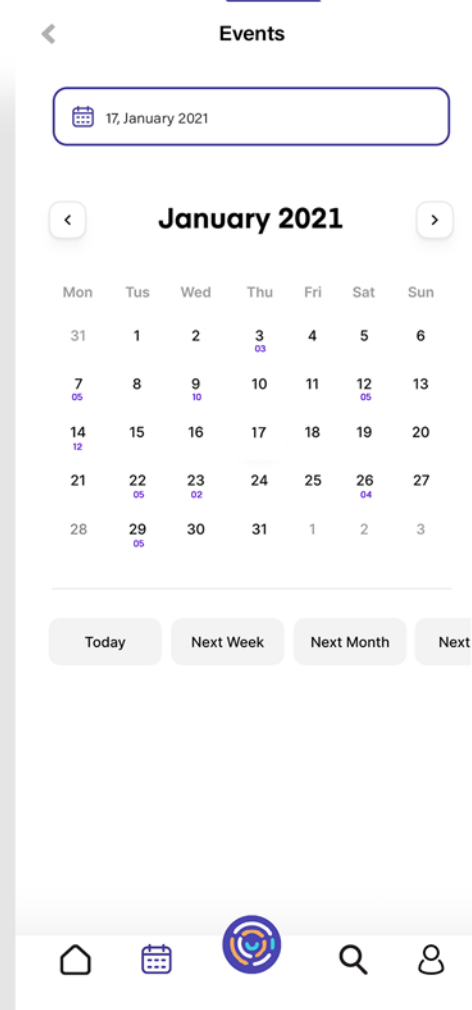 Events
17, January 2021
January 2021
Mon Tus Wed Thu Fri Sat Sun
31 1 2 3 4 5 6
03
7 8 9 10 11 12 13
05 10 05
14 15 16 17 18 19 20
12
21 22 23 24 25 26 27
05 02 04
28 29 30 31 1 2 3
05
Today Next Week Next Month Next